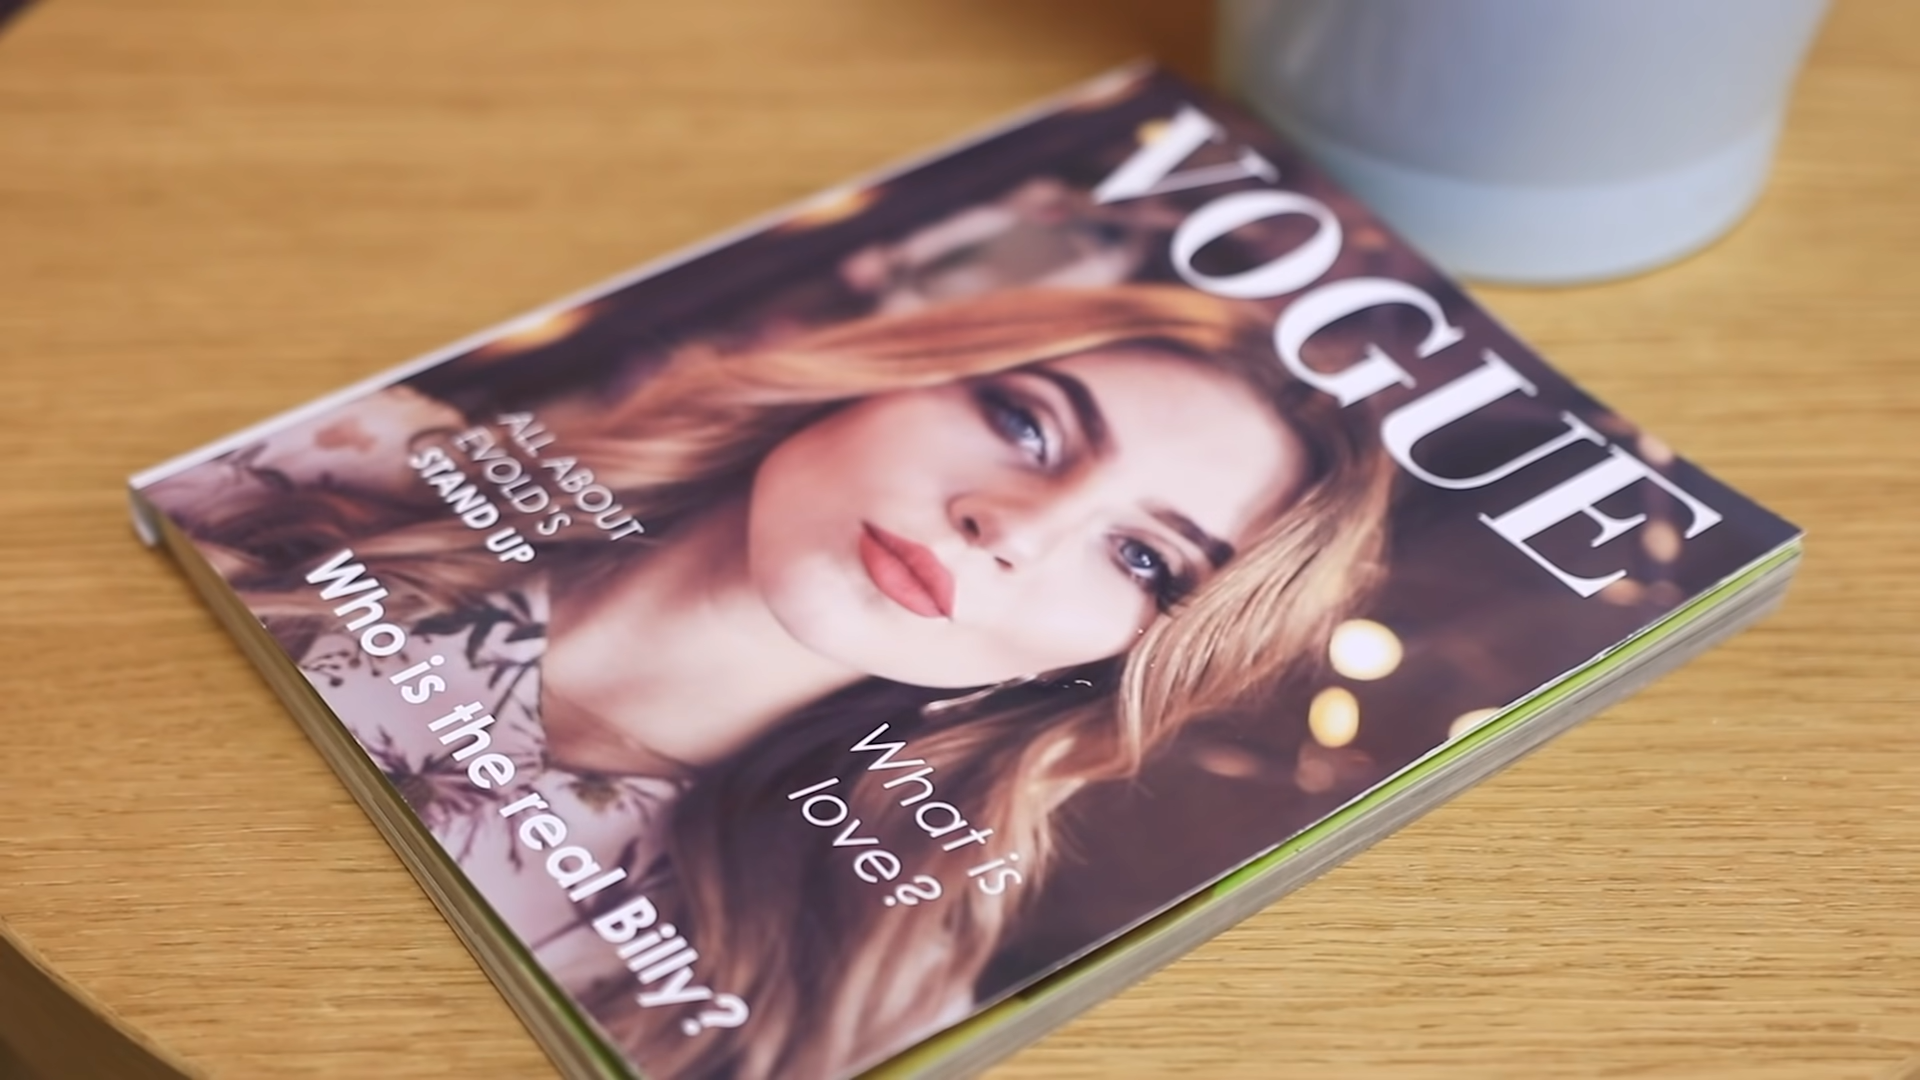 VOGUE
ALL ABOUT
EVOLD'S
STAND UP
What is
love?
Who is the real Billy?